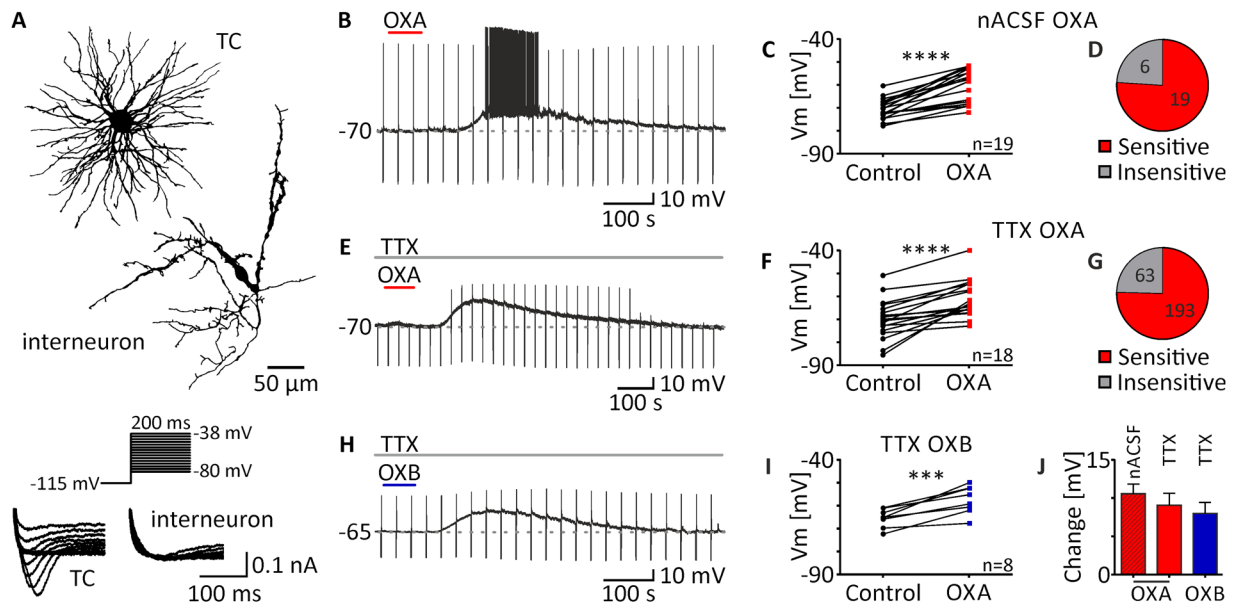 A
TC
interneuron
50 µm
200 ms
-38 mV
-80 mV
-115 mV
TC
interneuron
0.1 nA
100 ms
B
OXA
-70
10 mV
100 s
nACSF OXA
C
Vm [mV]
-40
-90
****
n=19
Control
OXA
D
6
19
Sensitive
Insensitive
E
TTX
OXA
-70
10 mV
100 s
TTX OXA
F
Vm [mV]
-40
-90
****
n=18
Control
OXA
G
63
193
Sensitive
Insensitive
H
TTX
OXB
-65
10 mV
100 s
TTX OXB
I
Vm [mV]
-40
-90
***
n=8
Control
OXA
J
Change [mV]
15
0
nACSF
TTX
TTX
OXA
OXB